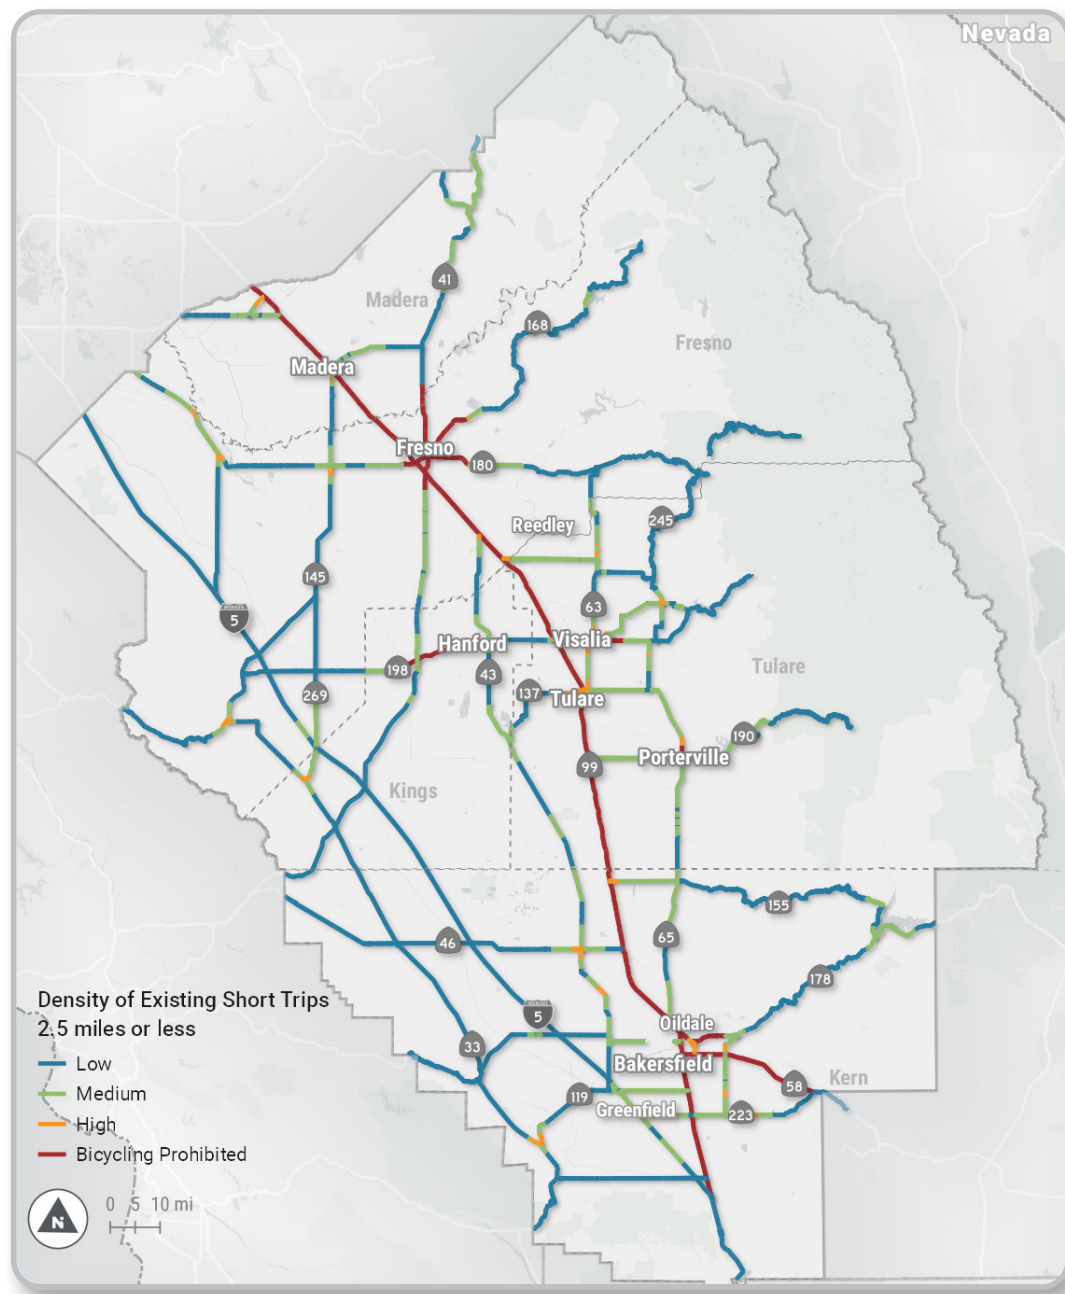 Nevada
41
Madera
168
Fresno
Madera
Fresno
180
Reedley
245
145
5
63
Hanford
Visalia
198
43
Tulare
269
137
Tulare
190
99
Porterville
Kings
155
46
65
178
Density of Existing Short Trips
2.5 miles or less
Low
Medium
High
Bicycling Prohibited
5
Oildale
33
Bakersfield
58
Kern
119
Greenfield
223
N
0 5 10 mi